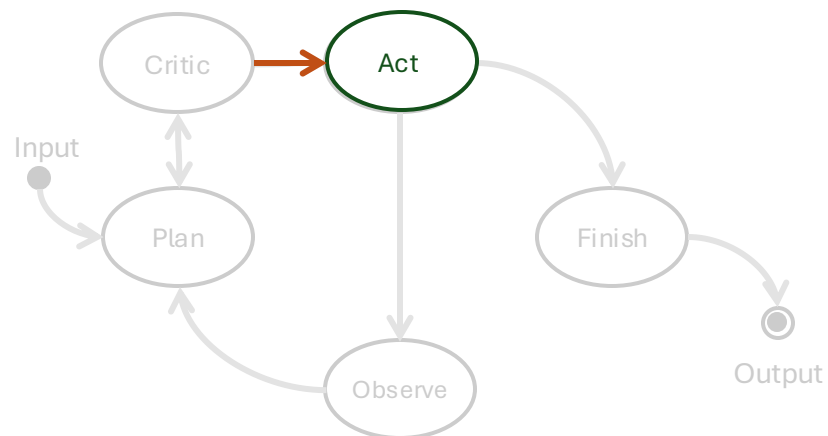 Critic
Act
Input
Plan
Finish
Output
Observe